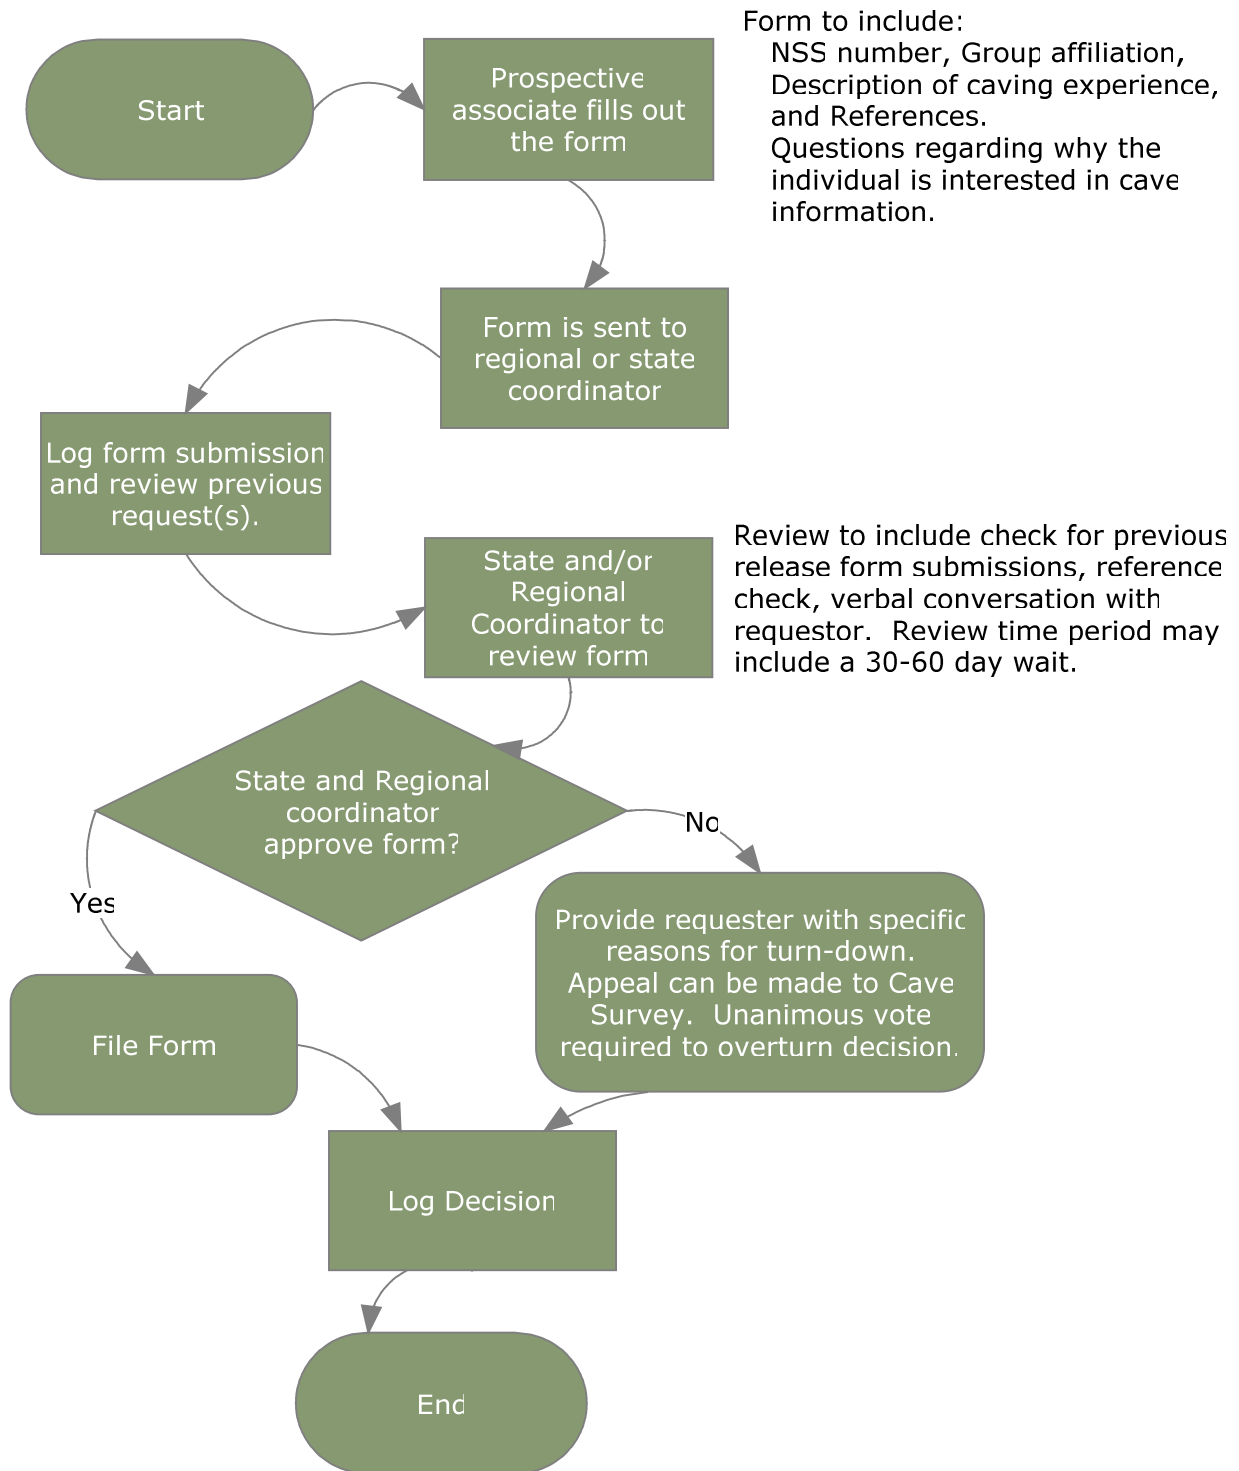 Start
Prospective
associate fills out
the form
Form to include:
NSS number, Group affiliation,
Description of caving experience,
and References.
Questions regarding why the
individual is interested in cave
information.
Form is sent to
regional or state
coordinator
Log form submission
and review previous
request(s).
State and/or
Regional
Coordinator to
review form
Review to include check for previous
release form submissions, reference
check, verbal conversation with
requestor.  Review time period may
include a 30-60 day wait.
State and Regional
coordinator
approve form?
No
Yes
Provide requester with specific
reasons for turn-down.
Appeal can be made to Cave
Survey.  Unanimous vote
required to overturn decision.
File Form
Log Decision
End